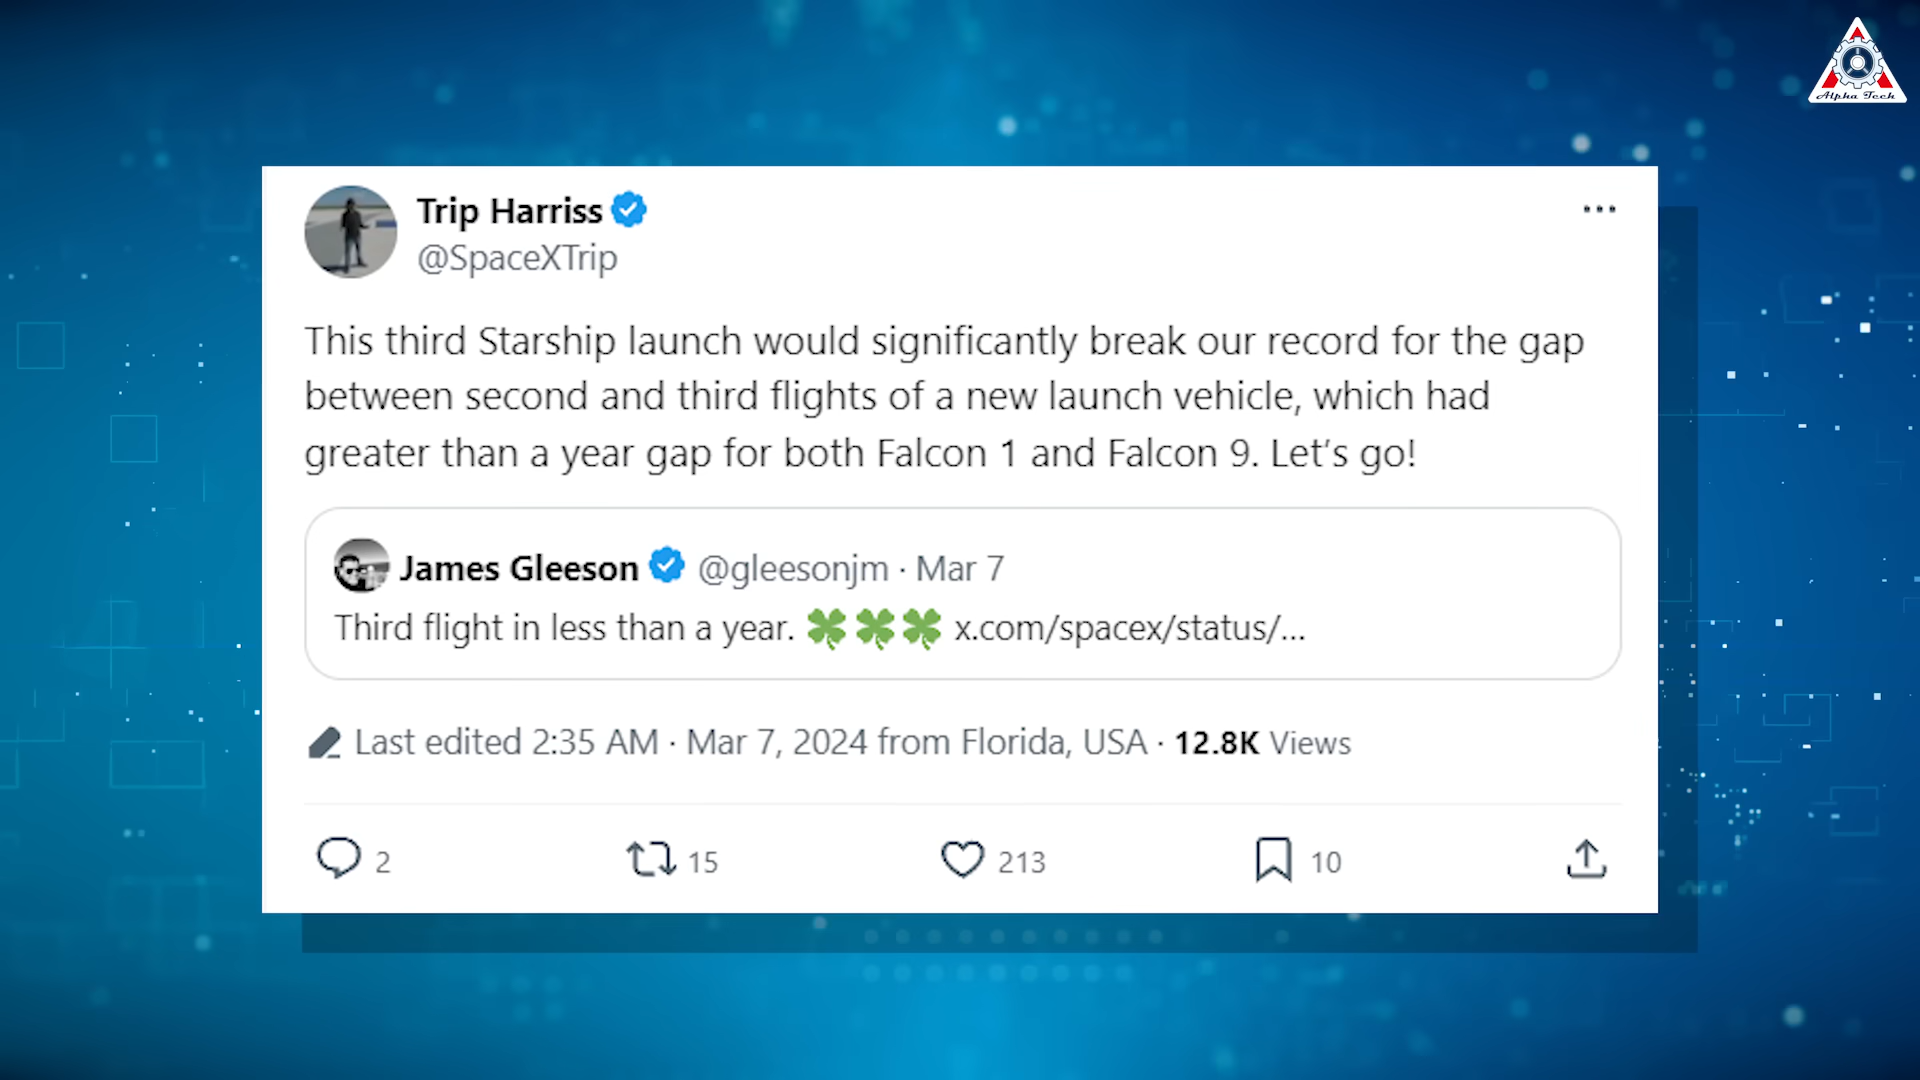 Alpha Tech
Trip Harriss
@SpaceXTrip
This third Starship launch would significantly break our record for the gap
between second and third flights of a new launch vehicle, which had
greater than a year gap for both Falcon 1 and Falcon 9. Let’s go!
James Gleeson @gleesonjm · Mar 7
Third flight in less than a year. 🍀🍀🍀 x.com/spacex/status/...
Last edited 2:35 AM · Mar 7, 2024 from Florida, USA · 12.8K Views
2 15 213 10